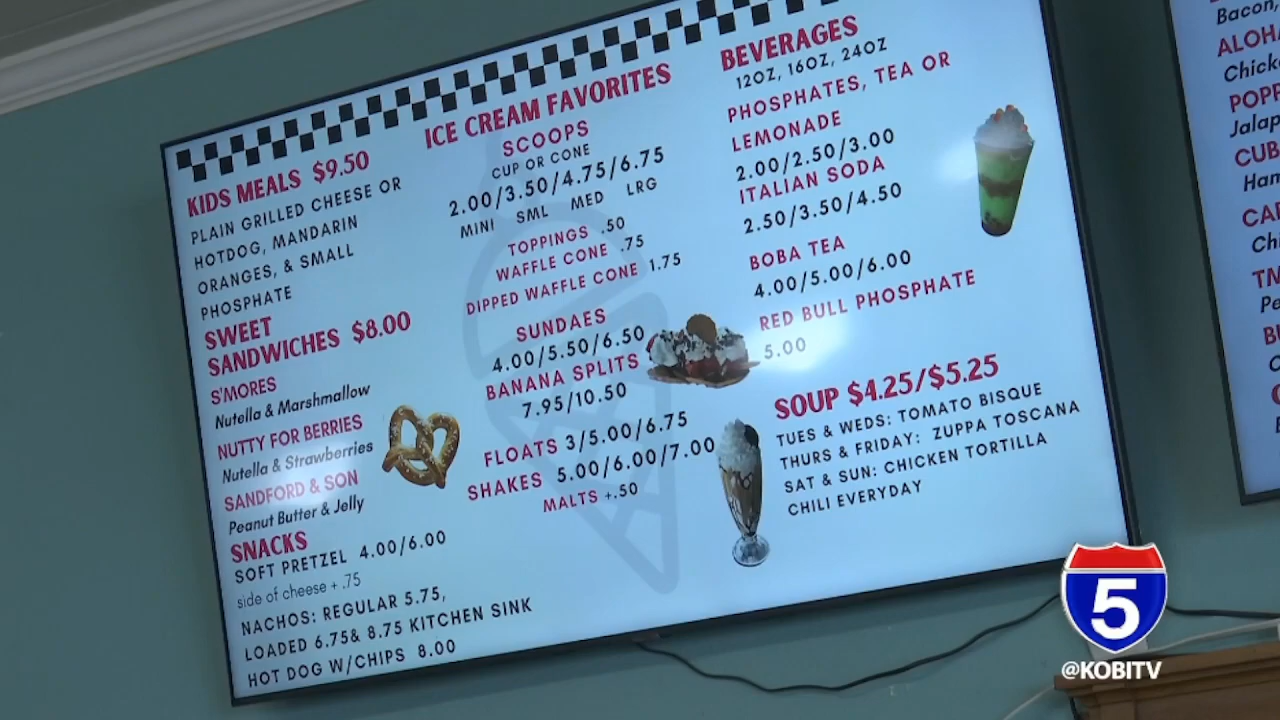 KIDS MEALS $9.50
PLAIN GRILLED CHEESE OR
HOTDOG, MANDARIN
ORANGES, & SMALL
PHOSPHATE
SWEET
SANDWICHES $8.00
S'MORES
Nutella & Marshmallow
NUTTY FOR BERRIES
Nutella & Strawberries
SANDFORD & SON
Peanut Butter & Jelly
SNACKS
SOFT PRETZEL 4.00/6.00
side of cheese + .75
NACHOS: REGULAR 5.75,
LOADED 6.75& 8.75 KITCHEN SINK
HOT DOG W/CHIPS 8.00
ICE CREAM FAVORITES
SCOOPS
CUP OR CONE
2.00/3.50/4.75/6.75
MINI SML MED LRG
TOPPINGS .50
WAFFLE CONE .75
DIPPED WAFFLE CONE 1.75
SUNDAES
4.00/5.50/6.50
BANANA SPLITS
7.95/10.50
FLOATS 3/5.00/6.75
SHAKES 5.00/6.00/7.00
MALTS +.50
BEVERAGES
12OZ, 16OZ, 24OZ
PHOSPHATES, TEA OR
LEMONADE
2.00/2.50/3.00
ITALIAN SODA
2.50/3.50/4.50
BOBA TEA
4.00/5.00/6.00
RED BULL PHOSPHATE
5.00
SOUP $4.25/$5.25
TUES & WEDS: TOMATO BISQUE
THURS & FRIDAY: ZUPPA TOSCANA
SAT & SUN: CHICKEN TORTILLA
CHILI EVERYDAY
Bacon,
5
@KOBITV